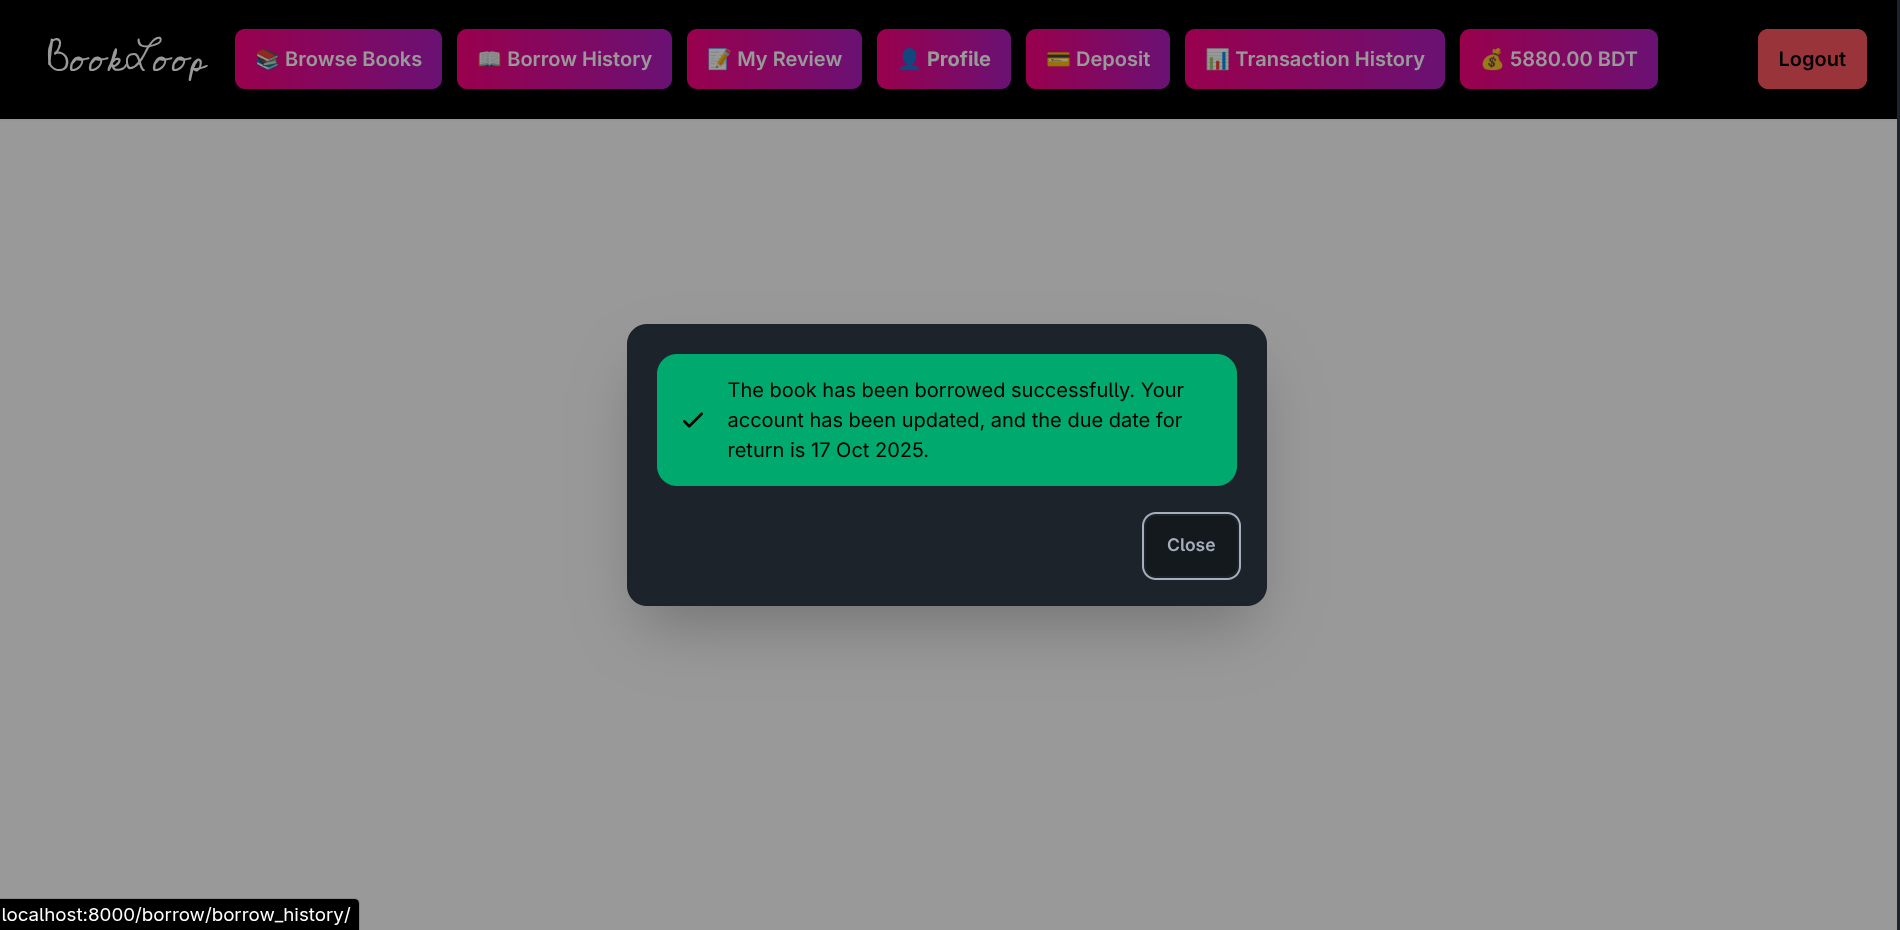 BookLoop
Browse Books
Borrow History
My Review
Profile
Deposit
Transaction History
5880.00 BDT
Logout
The book has been borrowed successfully. Your
account has been updated, and the due date for
return is 17 Oct 2025.
Close
localhost:8000/borrow/borrow_history/